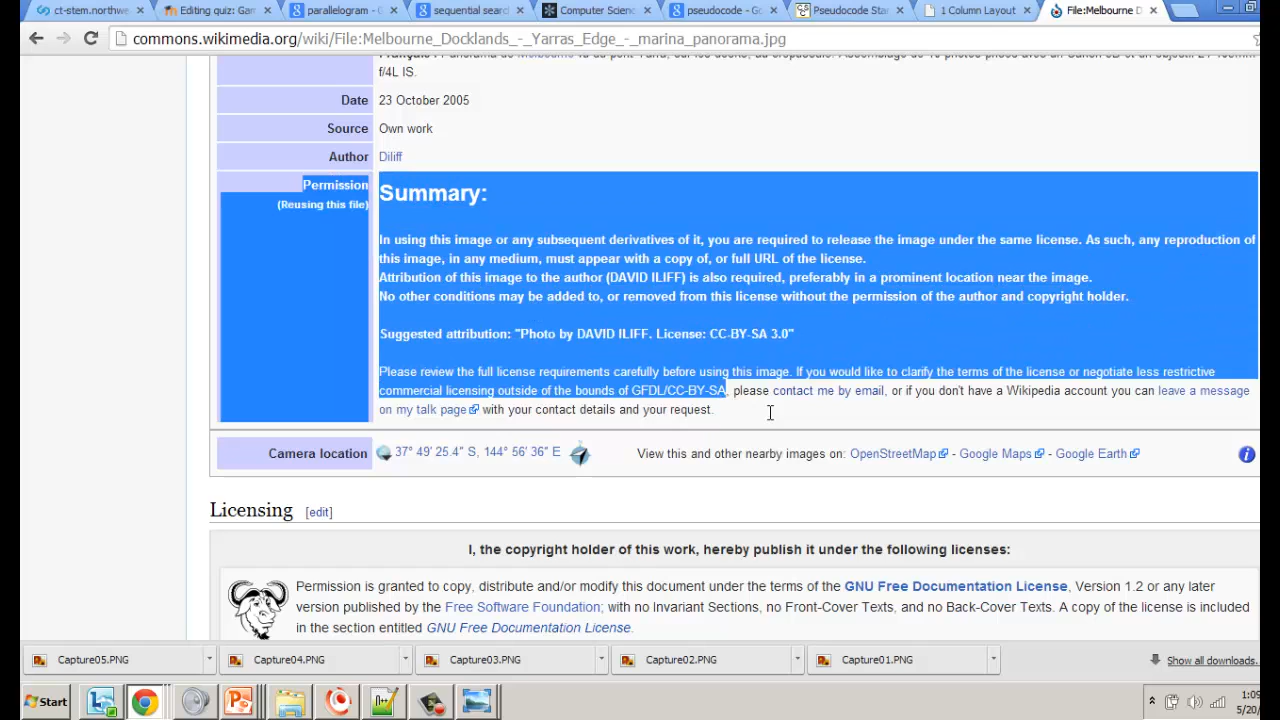 ct-stem.northwe
Editing quiz: Gar
parallelogram - G
sequential searc
Computer Scienc
pseudocode - Go
Pseudocode Stan
1 Column Layout
File:Melbourne D
commons.wikimedia.org/wiki/File:Melbourne_Docklands_-_Yarras_Edge_-_marina_panorama.jpg
f/4L IS.
Date 23 October 2005
Source Own work
Author Diliff
Permission
(Reusing this file)
Summary:
In using this image or any subsequent derivatives of it, you are required to release the image under the same license. As such, any reproduction of
this image, in any medium, must appear with a copy of, or full URL of the license.
Attribution of this image to the author (DAVID ILIFF) is also required, preferably in a prominent location near the image.
No other conditions may be added to, or removed from this license without the permission of the author and copyright holder.
Suggested attribution: "Photo by DAVID ILIFF. License: CC-BY-SA 3.0"
Please review the full license requirements carefully before using this image. If you would like to clarify the terms of the license or negotiate less restrictive
commercial licensing outside of the bounds of GFDL/CC-BY-SA, please contact me by email, or if you don't have a Wikipedia account you can leave a message
on my talk page with your contact details and your request.
Camera location 37° 49′ 25.4″ S, 144° 56′ 36″ E View this and other nearby images on: OpenStreetMap - Google Maps - Google Earth
Licensing [edit]
I, the copyright holder of this work, hereby publish it under the following licenses:
Permission is granted to copy, distribute and/or modify this document under the terms of the GNU Free Documentation License, Version 1.2 or any later
version published by the Free Software Foundation; with no Invariant Sections, no Front-Cover Texts, and no Back-Cover Texts. A copy of the license is included
in the section entitled GNU Free Documentation License.
Capture05.PNG
Capture04.PNG
Capture03.PNG
Capture02.PNG
Capture01.PNG
Show all downloads.
Start
1:09
5/20/